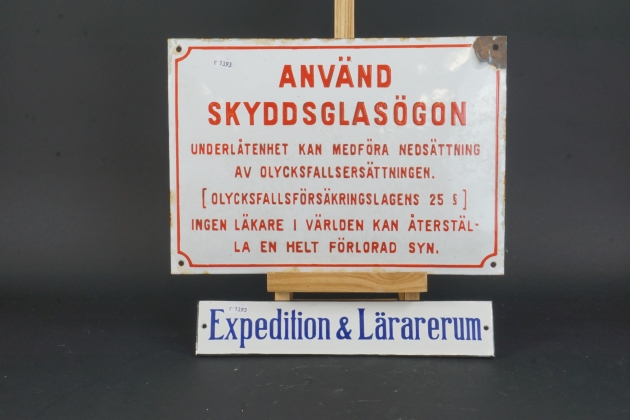 ANVÄND
SKYDDSGLASÖGON
UNDERLÅTENHET KAN MEDFÖRA NEDSÄTTNING
AV OLYCKSFALLSERSÄTTNINGEN.
[OLYCKSFALLSFÖRSÄKRINGSLAGENS 25 §]
INGEN LÄKARE I VÄRLDEN KAN ÅTERSTÄL-
LA EN HELT FÖRLORAD SYN.
Expedition & Lärarerum